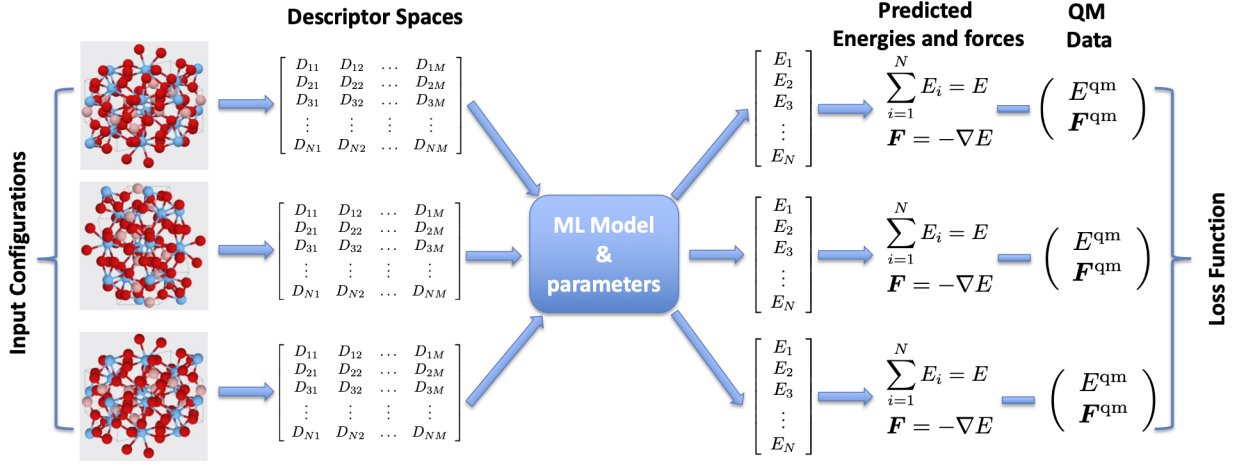 Descriptor Spaces
Predicted
Energies and forces
QM
Data
Input Configurations
D11 D12 ... D1M
D21 D22 ... D2M
D31 D32 ... D3M
⋮ ⋮ ⋮ ⋮
DN1 DN2 ... DNM
E1
E2
E3
⋮
EN
N
∑ Ei = E
i=1
F = −∇E
Eqm
Fqm
D11 D12 ... D1M
D21 D22 ... D2M
D31 D32 ... D3M
⋮ ⋮ ⋮ ⋮
DN1 DN2 ... DNM
ML Model
&
parameters
E1
E2
E3
⋮
EN
N
∑ Ei = E
i=1
F = −∇E
Eqm
Fqm
D11 D12 ... D1M
D21 D22 ... D2M
D31 D32 ... D3M
⋮ ⋮ ⋮ ⋮
DN1 DN2 ... DNM
E1
E2
E3
⋮
EN
N
∑ Ei = E
i=1
F = −∇E
Eqm
Fqm
Loss Function